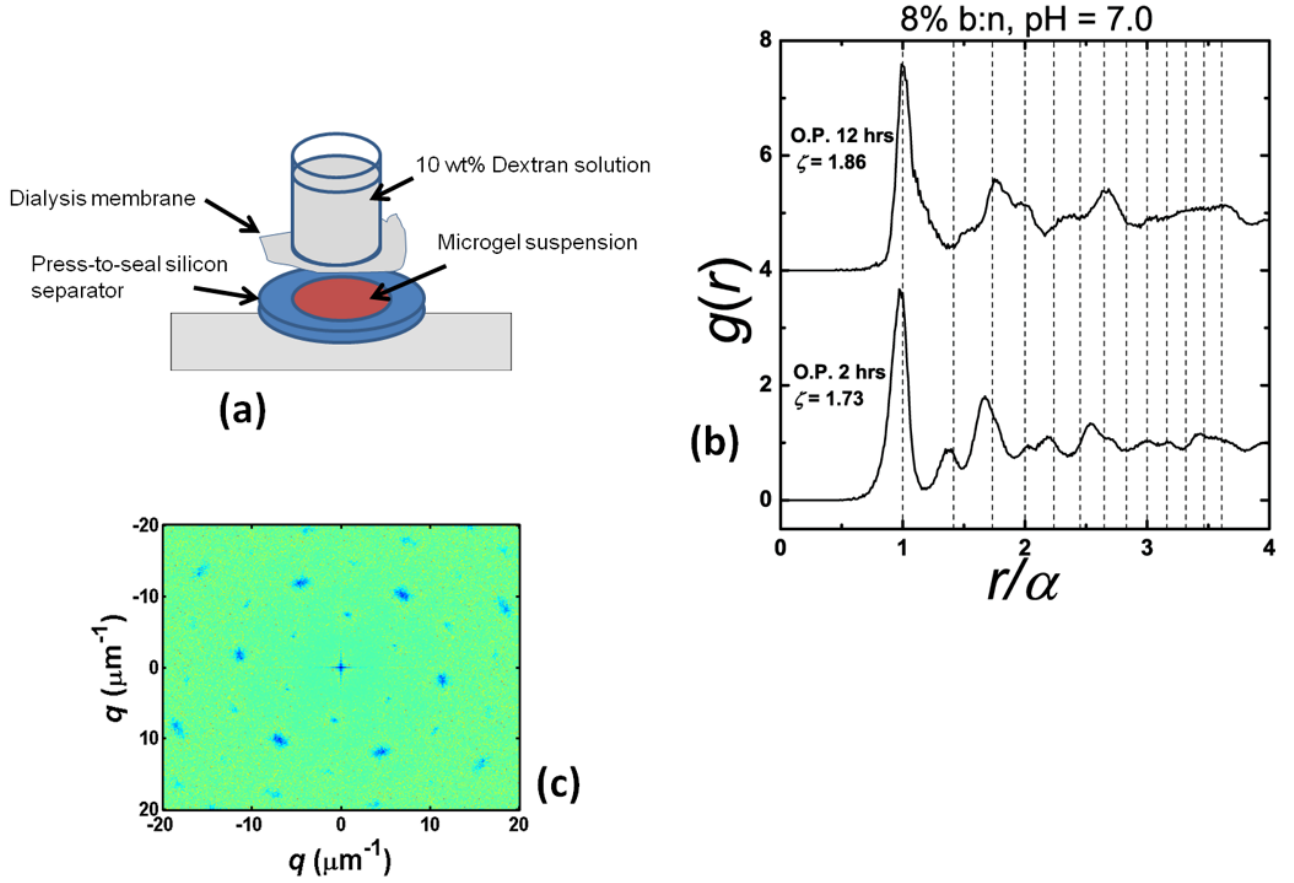 10 wt% Dextran solution
Dialysis membrane
Microgel suspension
Press-to-seal silicon
separator
(a)
8% b:n, pH = 7.0
8
6
4
2
0
g(r)
O.P. 12 hrs
ζ = 1.86
O.P. 2 hrs
ζ = 1.73
0
1
2
3
4
r/α
(b)
-20
-10
0
10
20
q (μm⁻¹)
-20
-10
0
10
20
q (μm⁻¹)
(c)